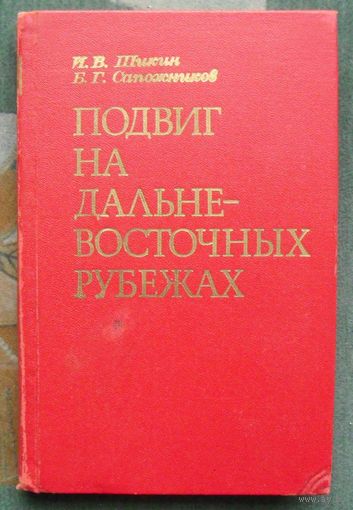 И. В. Шикин
Б. Г. Сапожников
ПОДВИГ
НА
ДАЛЬНЕ-
ВОСТОЧНЫХ
РУБЕЖАХ